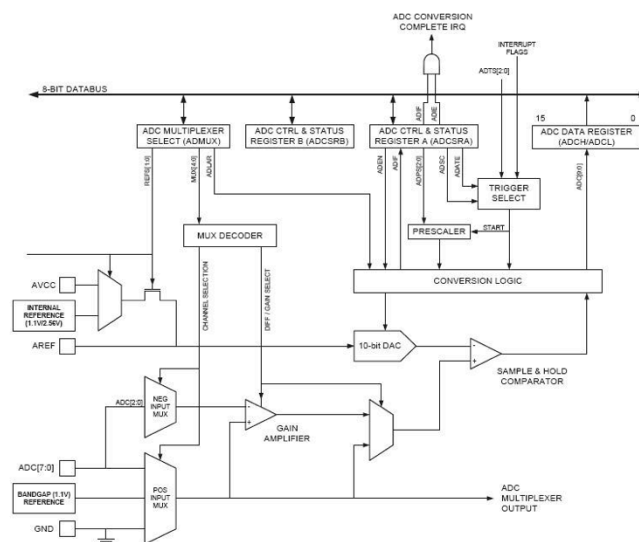 ADC CONVERSION
COMPLETE IRQ
INTERRUPT
FLAGS
ADTS[2:0]
8-BIT DATABUS
ADIF
ADIE
15
0
ADC MULTIPLEXER
SELECT (ADMUX)
ADC CTRL & STATUS
REGISTER B (ADCSRB)
ADC CTRL & STATUS
REGISTER A (ADCSRA)
ADC DATA REGISTER
(ADCH/ADCL)
REFS[1:0]
MUX[4:0]
ADLAR
ADEN
ADIF
ADPS[2:0]
ADSC
ADATE
ADC[9:0]
TRIGGER
SELECT
MUX DECODER
PRESCALER
START
CHANNEL SELECTION
DIFF / GAIN SELECT
AVCC
CONVERSION LOGIC
INTERNAL
REFERENCE
(1.1V/2.56V)
AREF
10-bit DAC
-
+
SAMPLE & HOLD
COMPARATOR
ADC[2:0]
NEG
INPUT
MUX
-
+
GAIN
AMPLIFIER
ADC[7:0]
BANDGAP (1.1V)
REFERENCE
POS
INPUT
MUX
ADC
MULTIPLEXER
OUTPUT
GND